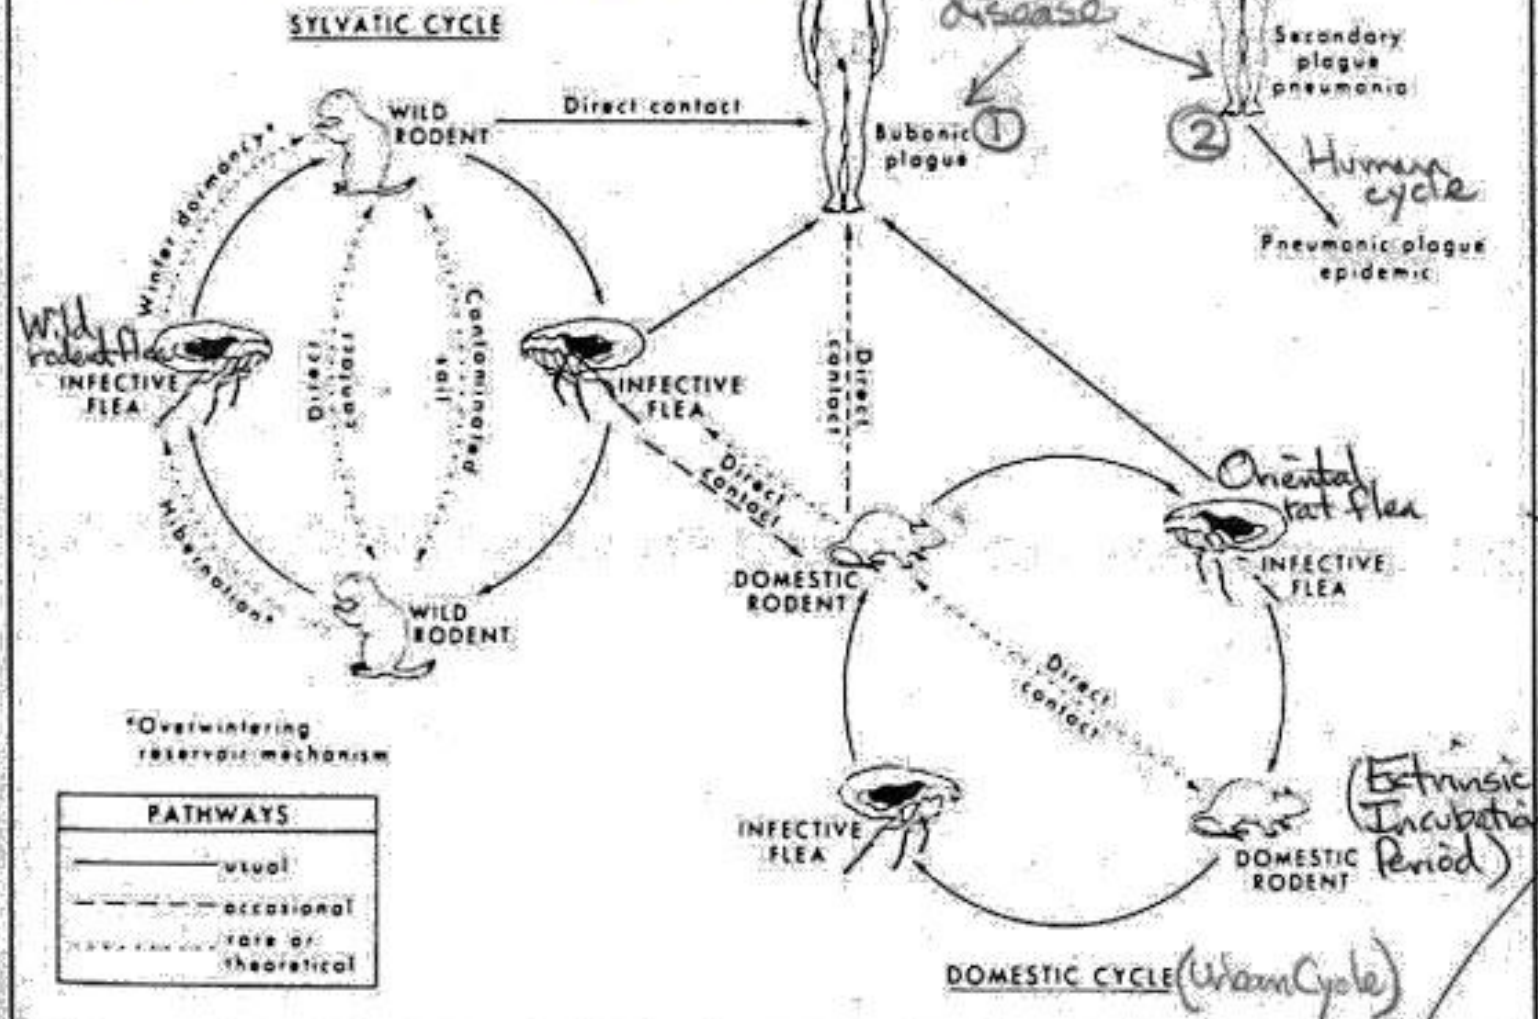 SYLVATIC CYCLE
disease
Secondary
plague
pneumonia
WILD
RODENT
Direct contact
Bubonic
plague
1
2
Human
cycle
Pneumonic plague
epidemic
Winter dormancy*
Wild
rodent flea
INFECTIVE
FLEA
Direct
contact
Contaminated
soil
INFECTIVE
FLEA
Direct
contact
Direct
contact
Oriental
rat flea
INFECTIVE
FLEA
Hibernation*
WILD
RODENT
DOMESTIC
RODENT
Direct
contact
*Overwintering
reservoir mechanism
PATHWAYS
usual
occasional
rare or
theoretical
INFECTIVE
FLEA
DOMESTIC
RODENT
(Extrinsic
Incubation
Period)
DOMESTIC CYCLE (Urban Cycle)